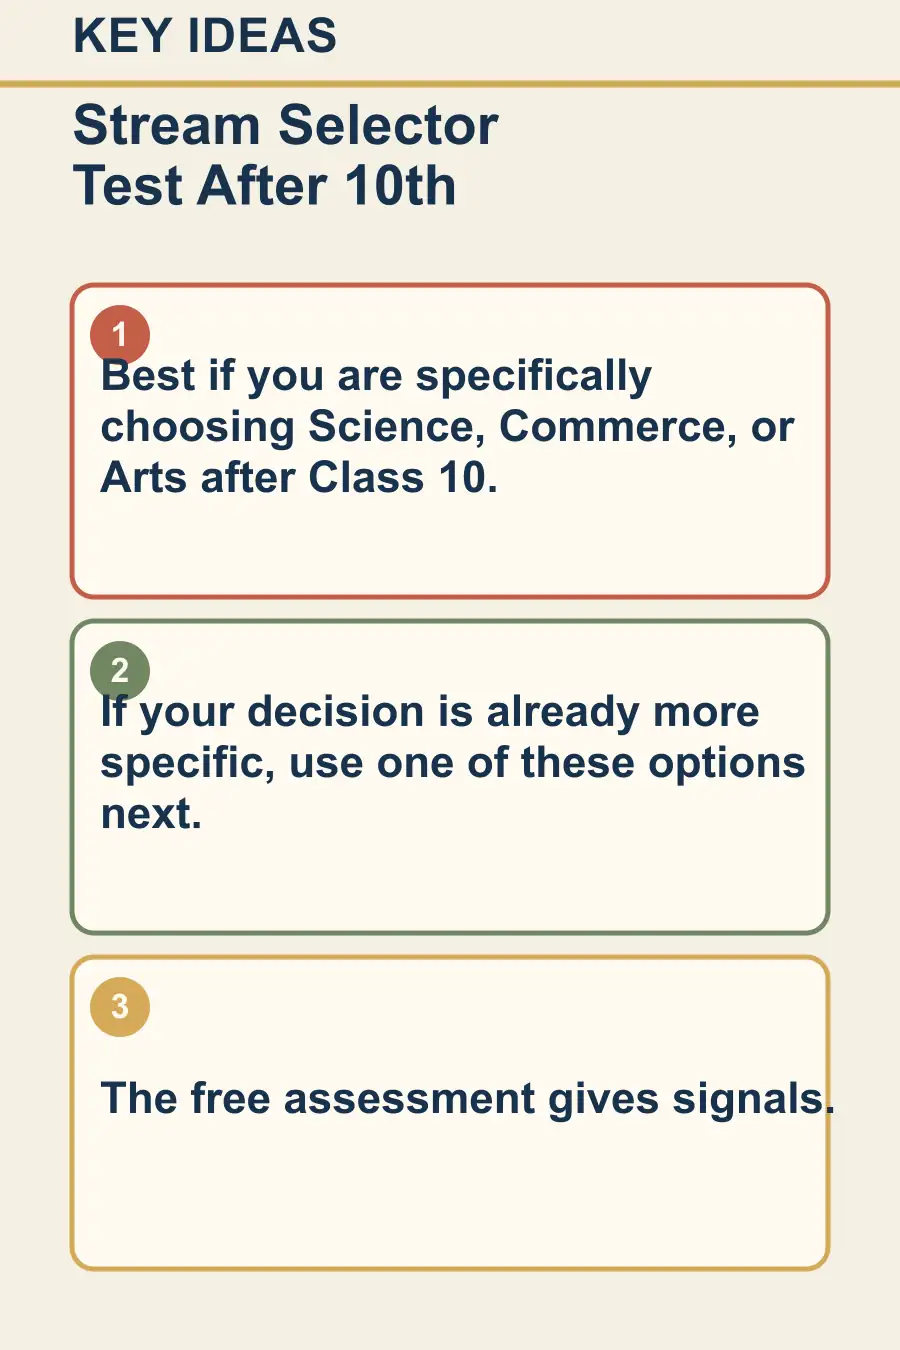 KEY IDEAS
Stream Selector
Test After 10th
1
Best if you are specifically
choosing Science, Commerce, or
Arts after Class 10.
2
If your decision is already more
specific, use one of these options
next.
3
The free assessment gives signals.